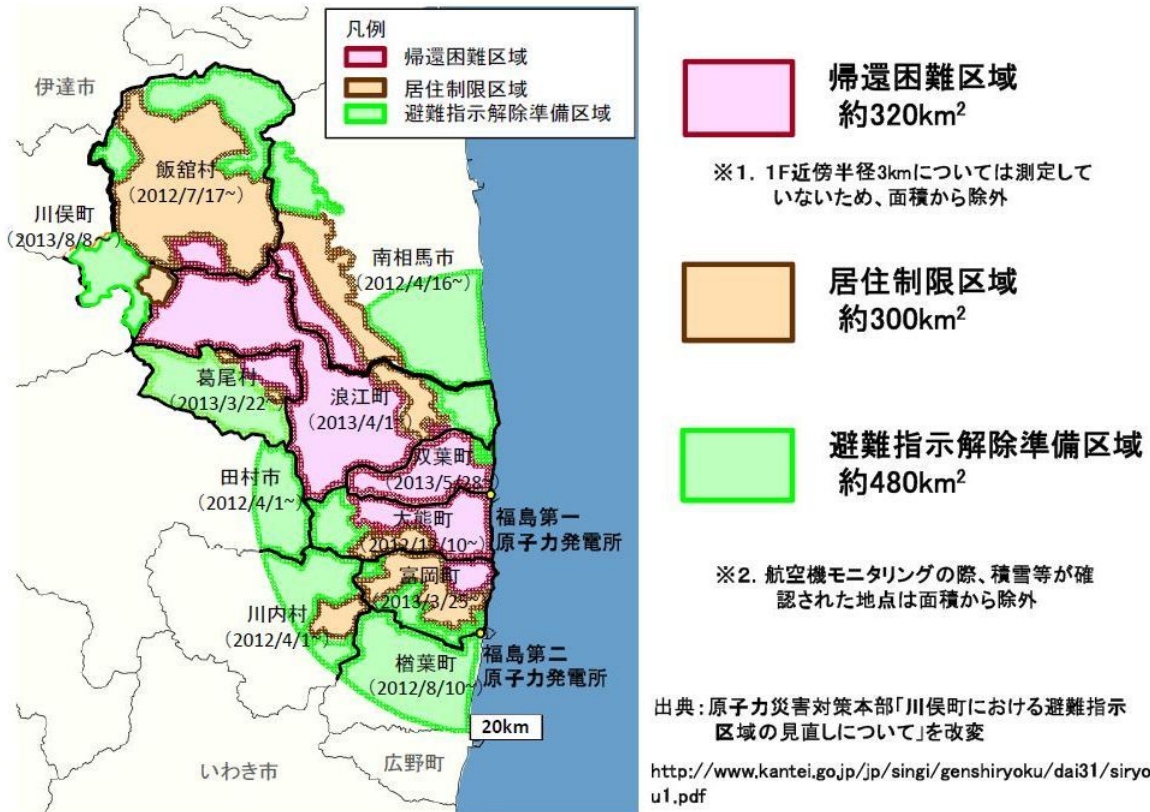 凡例
帰還困難区域
居住制限区域
避難指示解除準備区域
伊達市
飯舘村
(2012/7/17~)
川俣町
(2013/8/8~)
南相馬市
(2012/4/16~)
葛尾村
(2013/3/22~)
浪江町
(2013/4/1~)
双葉町
(2013/5/28~)
田村市
(2012/4/1~)
大熊町
(2012/12/10~)
福島第一
原子力発電所
富岡町
(2013/3/25~)
川内村
(2012/4/1~)
楢葉町
(2012/8/10~)
福島第二
原子力発電所
20km
いわき市
広野町
帰還困難区域
約320km²
※1. 1F近傍半径3kmについては測定して
いないため、面積から除外
居住制限区域
約300km²
避難指示解除準備区域
約480km²
※2. 航空機モニタリングの際、積雪等が確
認された地点は面積から除外
出典:原子力災害対策本部「川俣町における避難指示
区域の見直しについて」を改変
http://www.kantei.go.jp/jp/singi/genshiryoku/dai31/siryo
u1.pdf